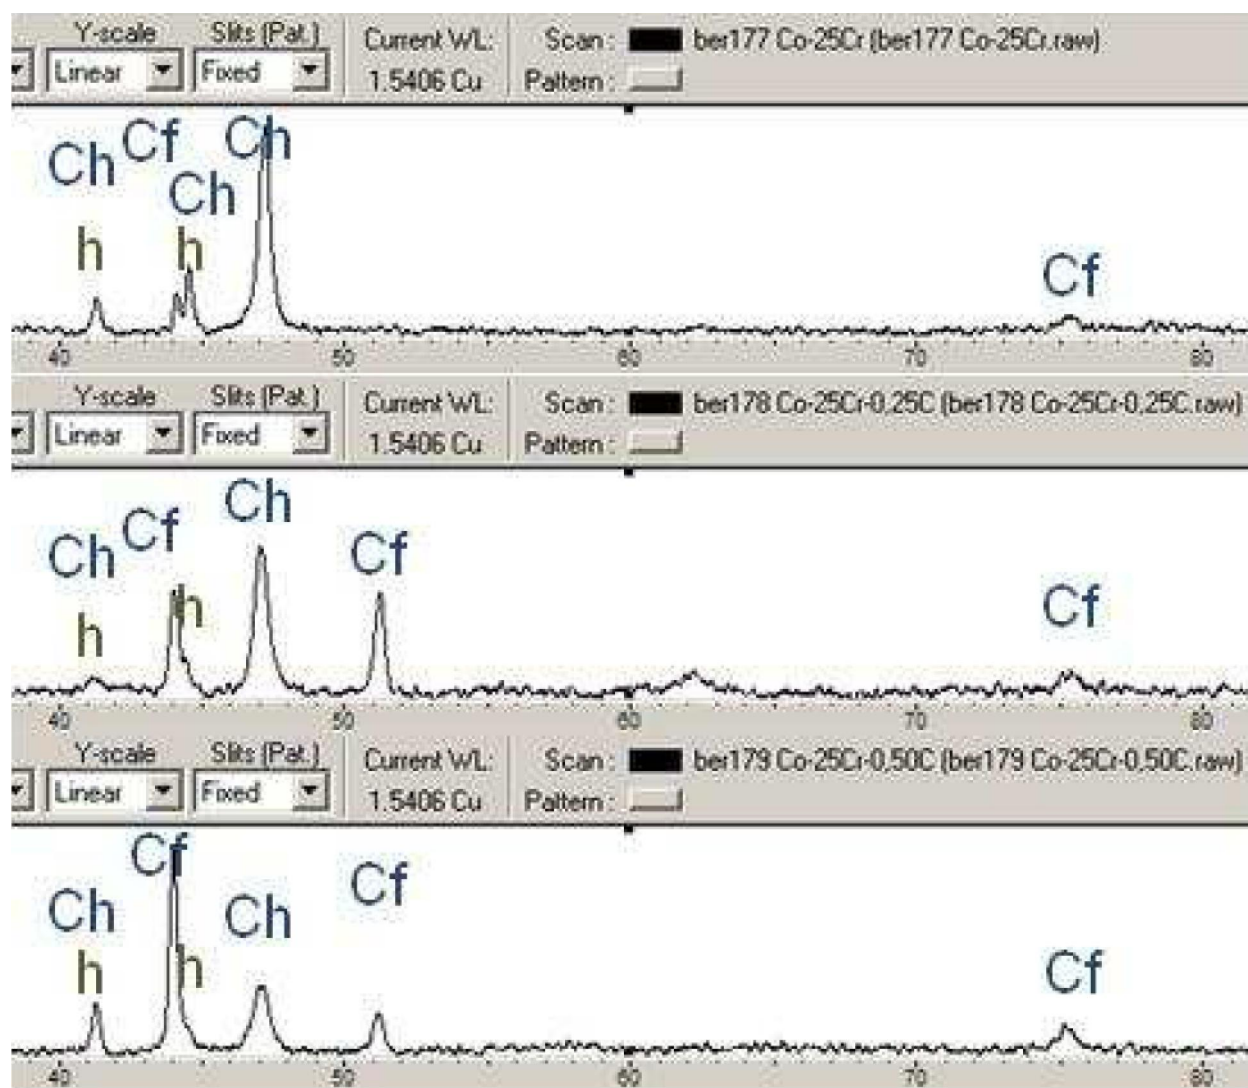 Y-scale Slits (Pat.) Current WL: Scan : ber177 Co-25Cr (ber177 Co-25Cr.raw)
Linear Fixed 1.5406 Cu Pattern :
Cf Ch
Ch
Ch
h h
Cf
40 50 60 70 80
Y-scale Slits (Pat.) Current WL: Scan : ber178 Co-25Cr-0,25C (ber178 Co-25Cr-0,25C.raw)
Linear Fixed 1.5406 Cu Pattern :
Ch
Cf
Ch Cf
h h Cf
40 50 60 70 80
Y-scale Slits (Pat.) Current WL: Scan : ber179 Co-25Cr-0,50C (ber179 Co-25Cr-0,50C.raw)
Linear Fixed 1.5406 Cu Pattern :
Cf
Cf
Ch Ch
h h Cf
40 50 60 70 80